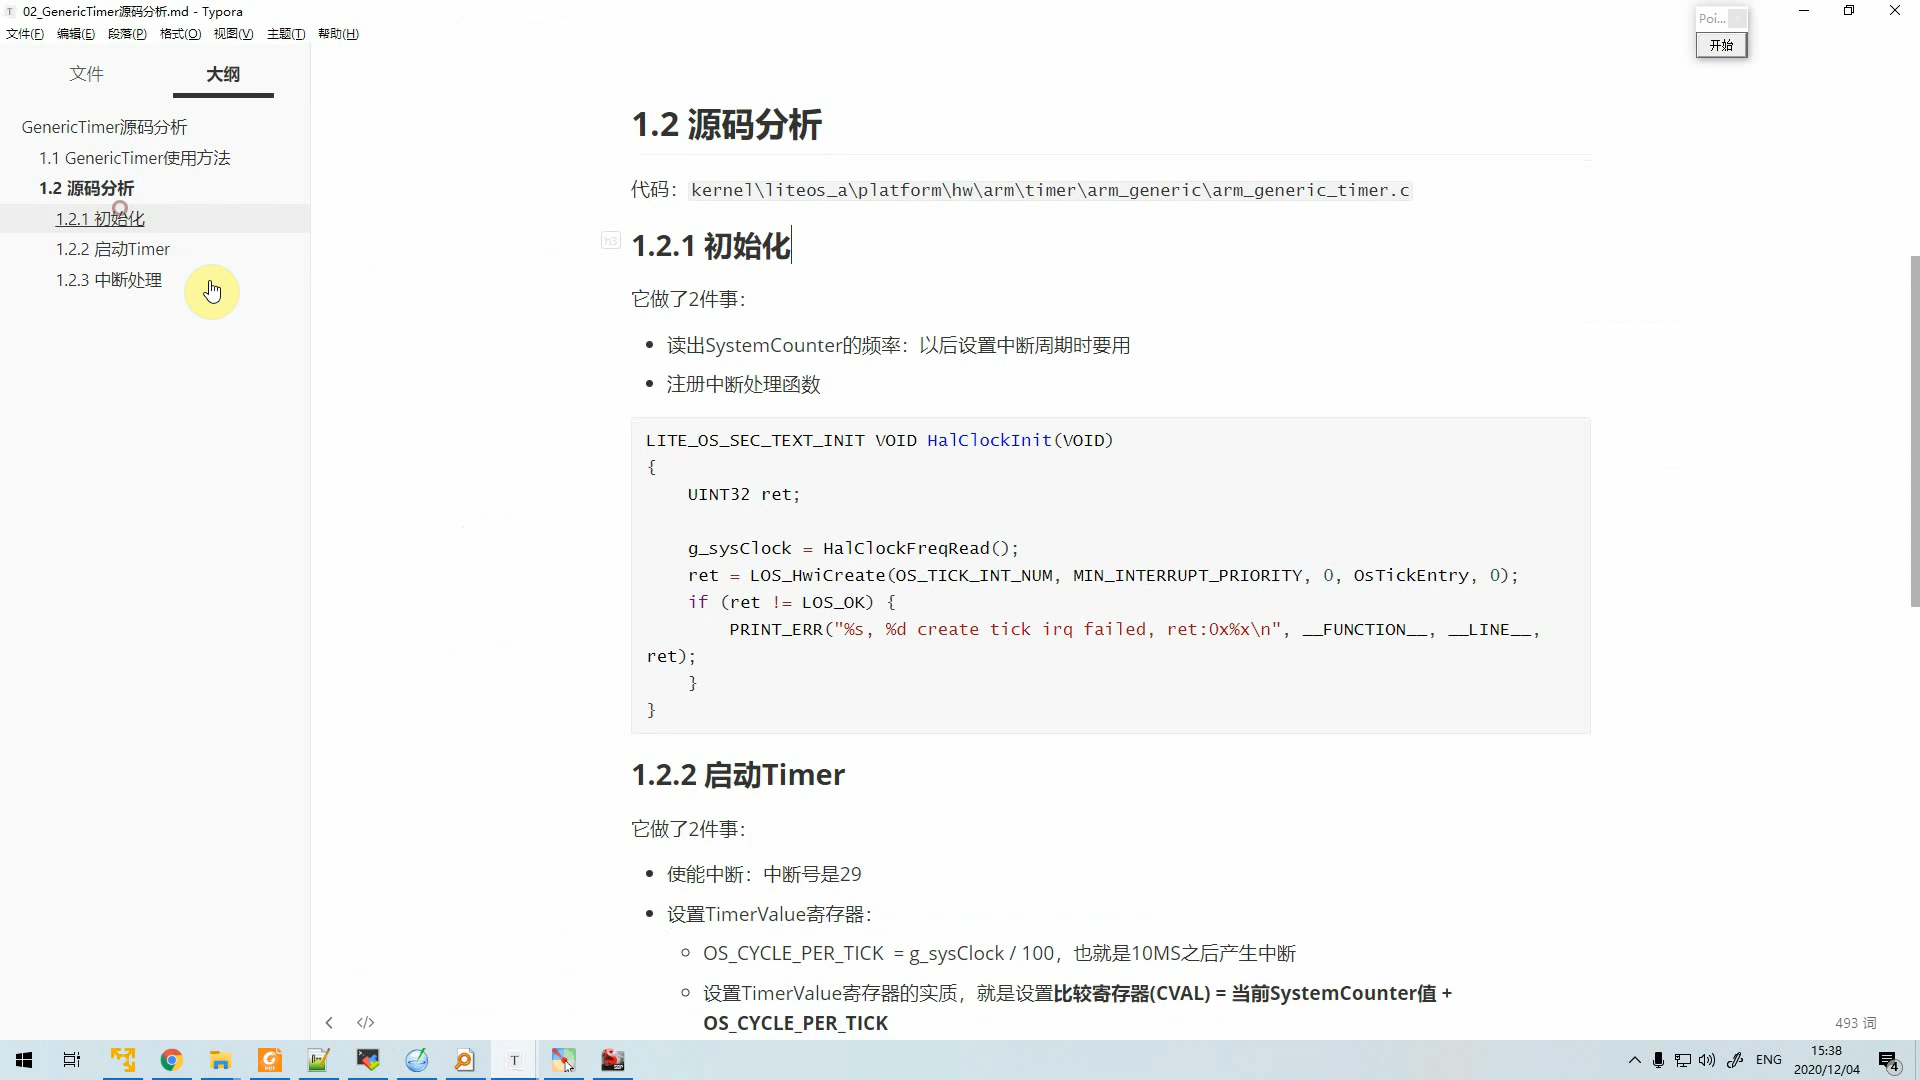 02_GenericTimer源码分析.md - Typora
文件(F) 编辑(E) 段落(P) 格式(O) 视图(V) 主题(T) 帮助(H)
Poi...
开始
文件 大纲
GenericTimer源码分析
1.1 GenericTimer使用方法
1.2 源码分析
1.2.1 初始化
1.2.2 启动Timer
1.2.3 中断处理
1.2 源码分析
代码：kernel\liteos_a\platform\hw\arm\timer\arm_generic\arm_generic_timer.c
h3 1.2.1 初始化
它做了2件事：
读出SystemCounter的频率：以后设置中断周期时要用
注册中断处理函数
LITE_OS_SEC_TEXT_INIT VOID HalClockInit(VOID)
{
UINT32 ret;
g_sysClock = HalClockFreqRead();
ret = LOS_HwiCreate(OS_TICK_INT_NUM, MIN_INTERRUPT_PRIORITY, 0, OsTickEntry, 0);
if (ret != LOS_OK) {
PRINT_ERR("%s, %d create tick irq failed, ret:0x%x\n", __FUNCTION__, __LINE__,
ret);
}
}
1.2.2 启动Timer
它做了2件事：
使能中断：中断号是29
设置TimerValue寄存器：
OS_CYCLE_PER_TICK = g_sysClock / 100，也就是10MS之后产生中断
设置TimerValue寄存器的实质，就是设置比较寄存器(CVAL) = 当前SystemCounter值 +
OS_CYCLE_PER_TICK
</> 493 词
ENG
15:38
2020/12/04
4